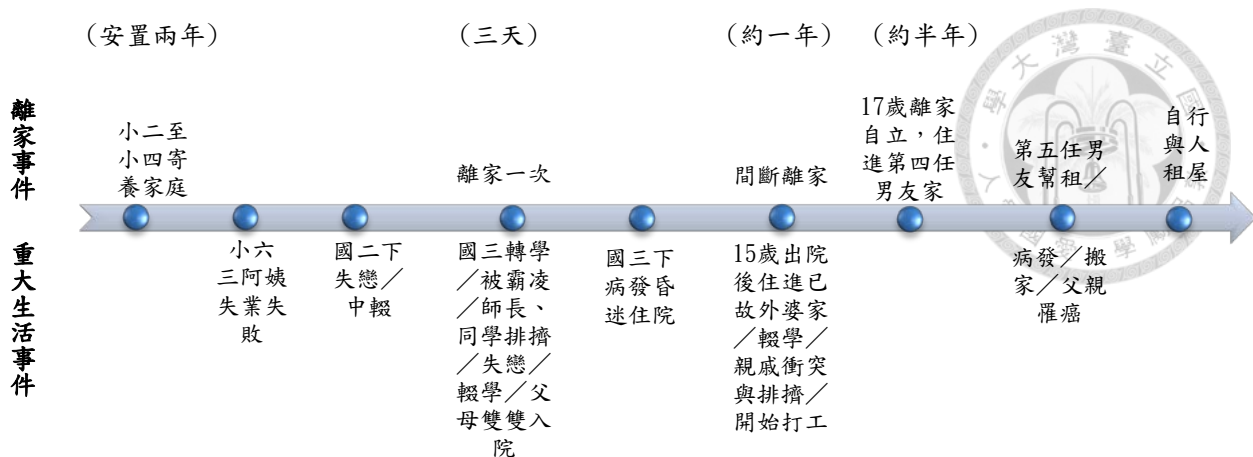 (安置兩年)
(三天)
(約一年)
(約半年)
離家事件
小二至
小四寄
養家庭
離家一次
間斷離家
17歲離家
自立，住
進第四任
男友家
第五任男
友幫租／
自行
與人
租屋
重大生活事件
小六
三阿姨
失業失
敗
國二下
失戀／
中輟
國三轉學
／被霸凌
／師長、
同學排擠
／失戀／
輟學／父
母雙雙入
院
國三下
病發昏
迷住院
15歲出院
後住進已
故外婆家
／輟學／
親戚衝突
與排擠／
開始打工
病發／搬
家／父親
罹癌
國立臺灣大學